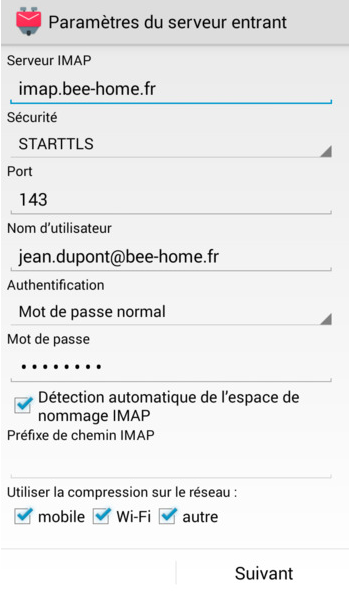 Paramètres du serveur entrant
Serveur IMAP
imap.bee-home.fr
Sécurité
STARTTLS
Port
143
Nom d'utilisateur
jean.dupont@bee-home.fr
Authentification
Mot de passe normal
Mot de passe
••••••••
Détection automatique de l'espace de
nommage IMAP
Préfixe de chemin IMAP
Utiliser la compression sur le réseau :
mobile Wi-Fi autre
Suivant